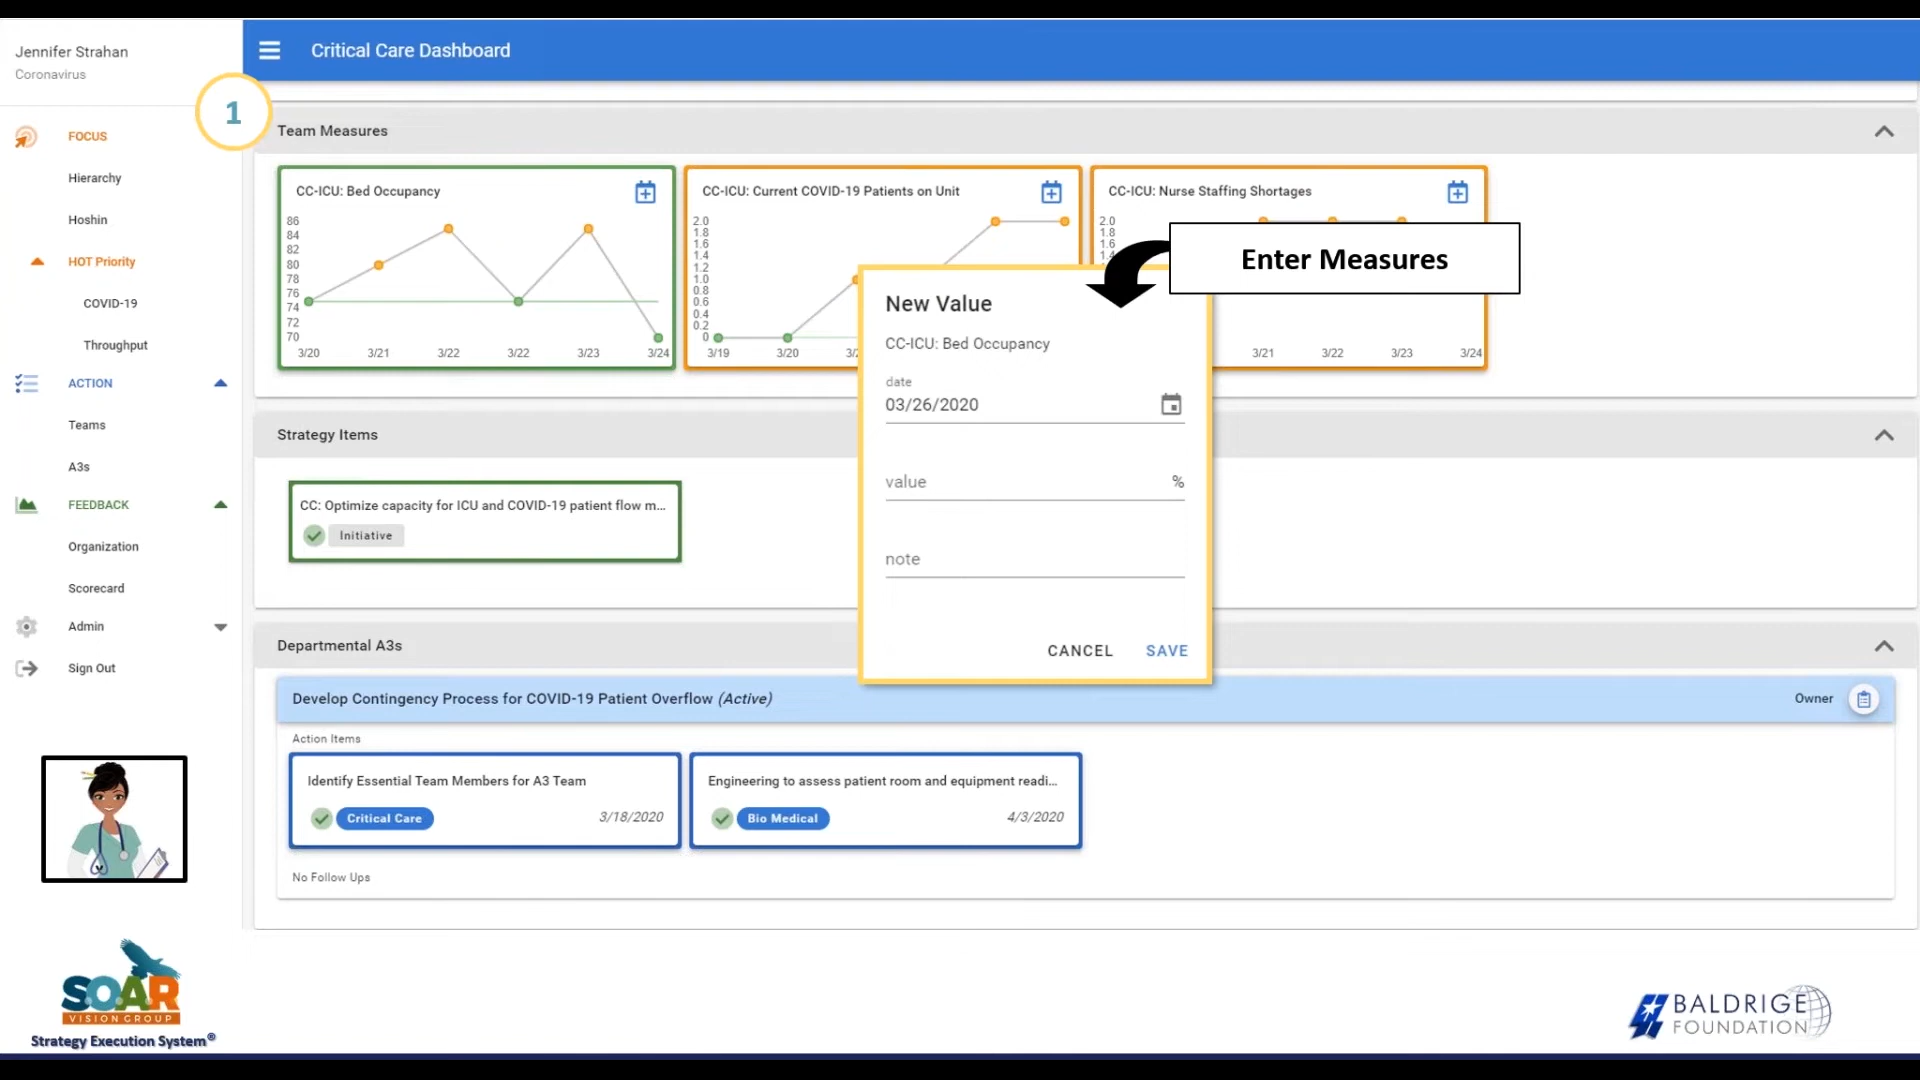 Jennifer Strahan
Coronavirus
Critical Care Dashboard
1
FOCUS
Hierarchy
Hoshin
HOT Priority
COVID-19
Throughput
ACTION
Teams
A3s
FEEDBACK
Organization
Scorecard
Admin
Sign Out
Team Measures
CC-ICU: Bed Occupancy
86
84
82
80
78
76
74
72
70
3/20 3/21 3/22 3/22 3/23 3/24
CC-ICU: Current COVID-19 Patients on Unit
2.0
1.8
1.6
1.4
1.2
1.0
0.8
0.6
0.4
0.2
0
3/19 3/20
CC-ICU: Nurse Staffing Shortages
2.0
1.8
1.6
3/21 3/22 3/23 3/24
Enter Measures
New Value
CC-ICU: Bed Occupancy
date
03/26/2020
value %
note
CANCEL SAVE
Strategy Items
CC: Optimize capacity for ICU and COVID-19 patient flow m...
Initiative
Departmental A3s
Develop Contingency Process for COVID-19 Patient Overflow (Active)
Owner
Action Items
Identify Essential Team Members for A3 Team
Critical Care 3/18/2020
Engineering to assess patient room and equipment readi...
Bio Medical 4/3/2020
No Follow Ups
SOAR
VISION GROUP
Strategy Execution System®
BALDRIGE
FOUNDATION